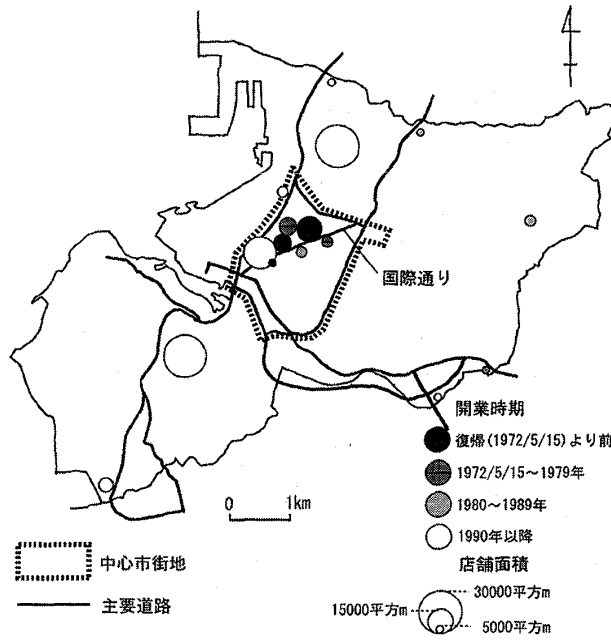 4
国際通り
開業時期
復帰(1972/5/15)より前
1972/5/15～1979年
1980～1989年
1990年以降
0 1km
中心市街地
主要道路
店舗面積
30000平方m
15000平方m
5000平方m